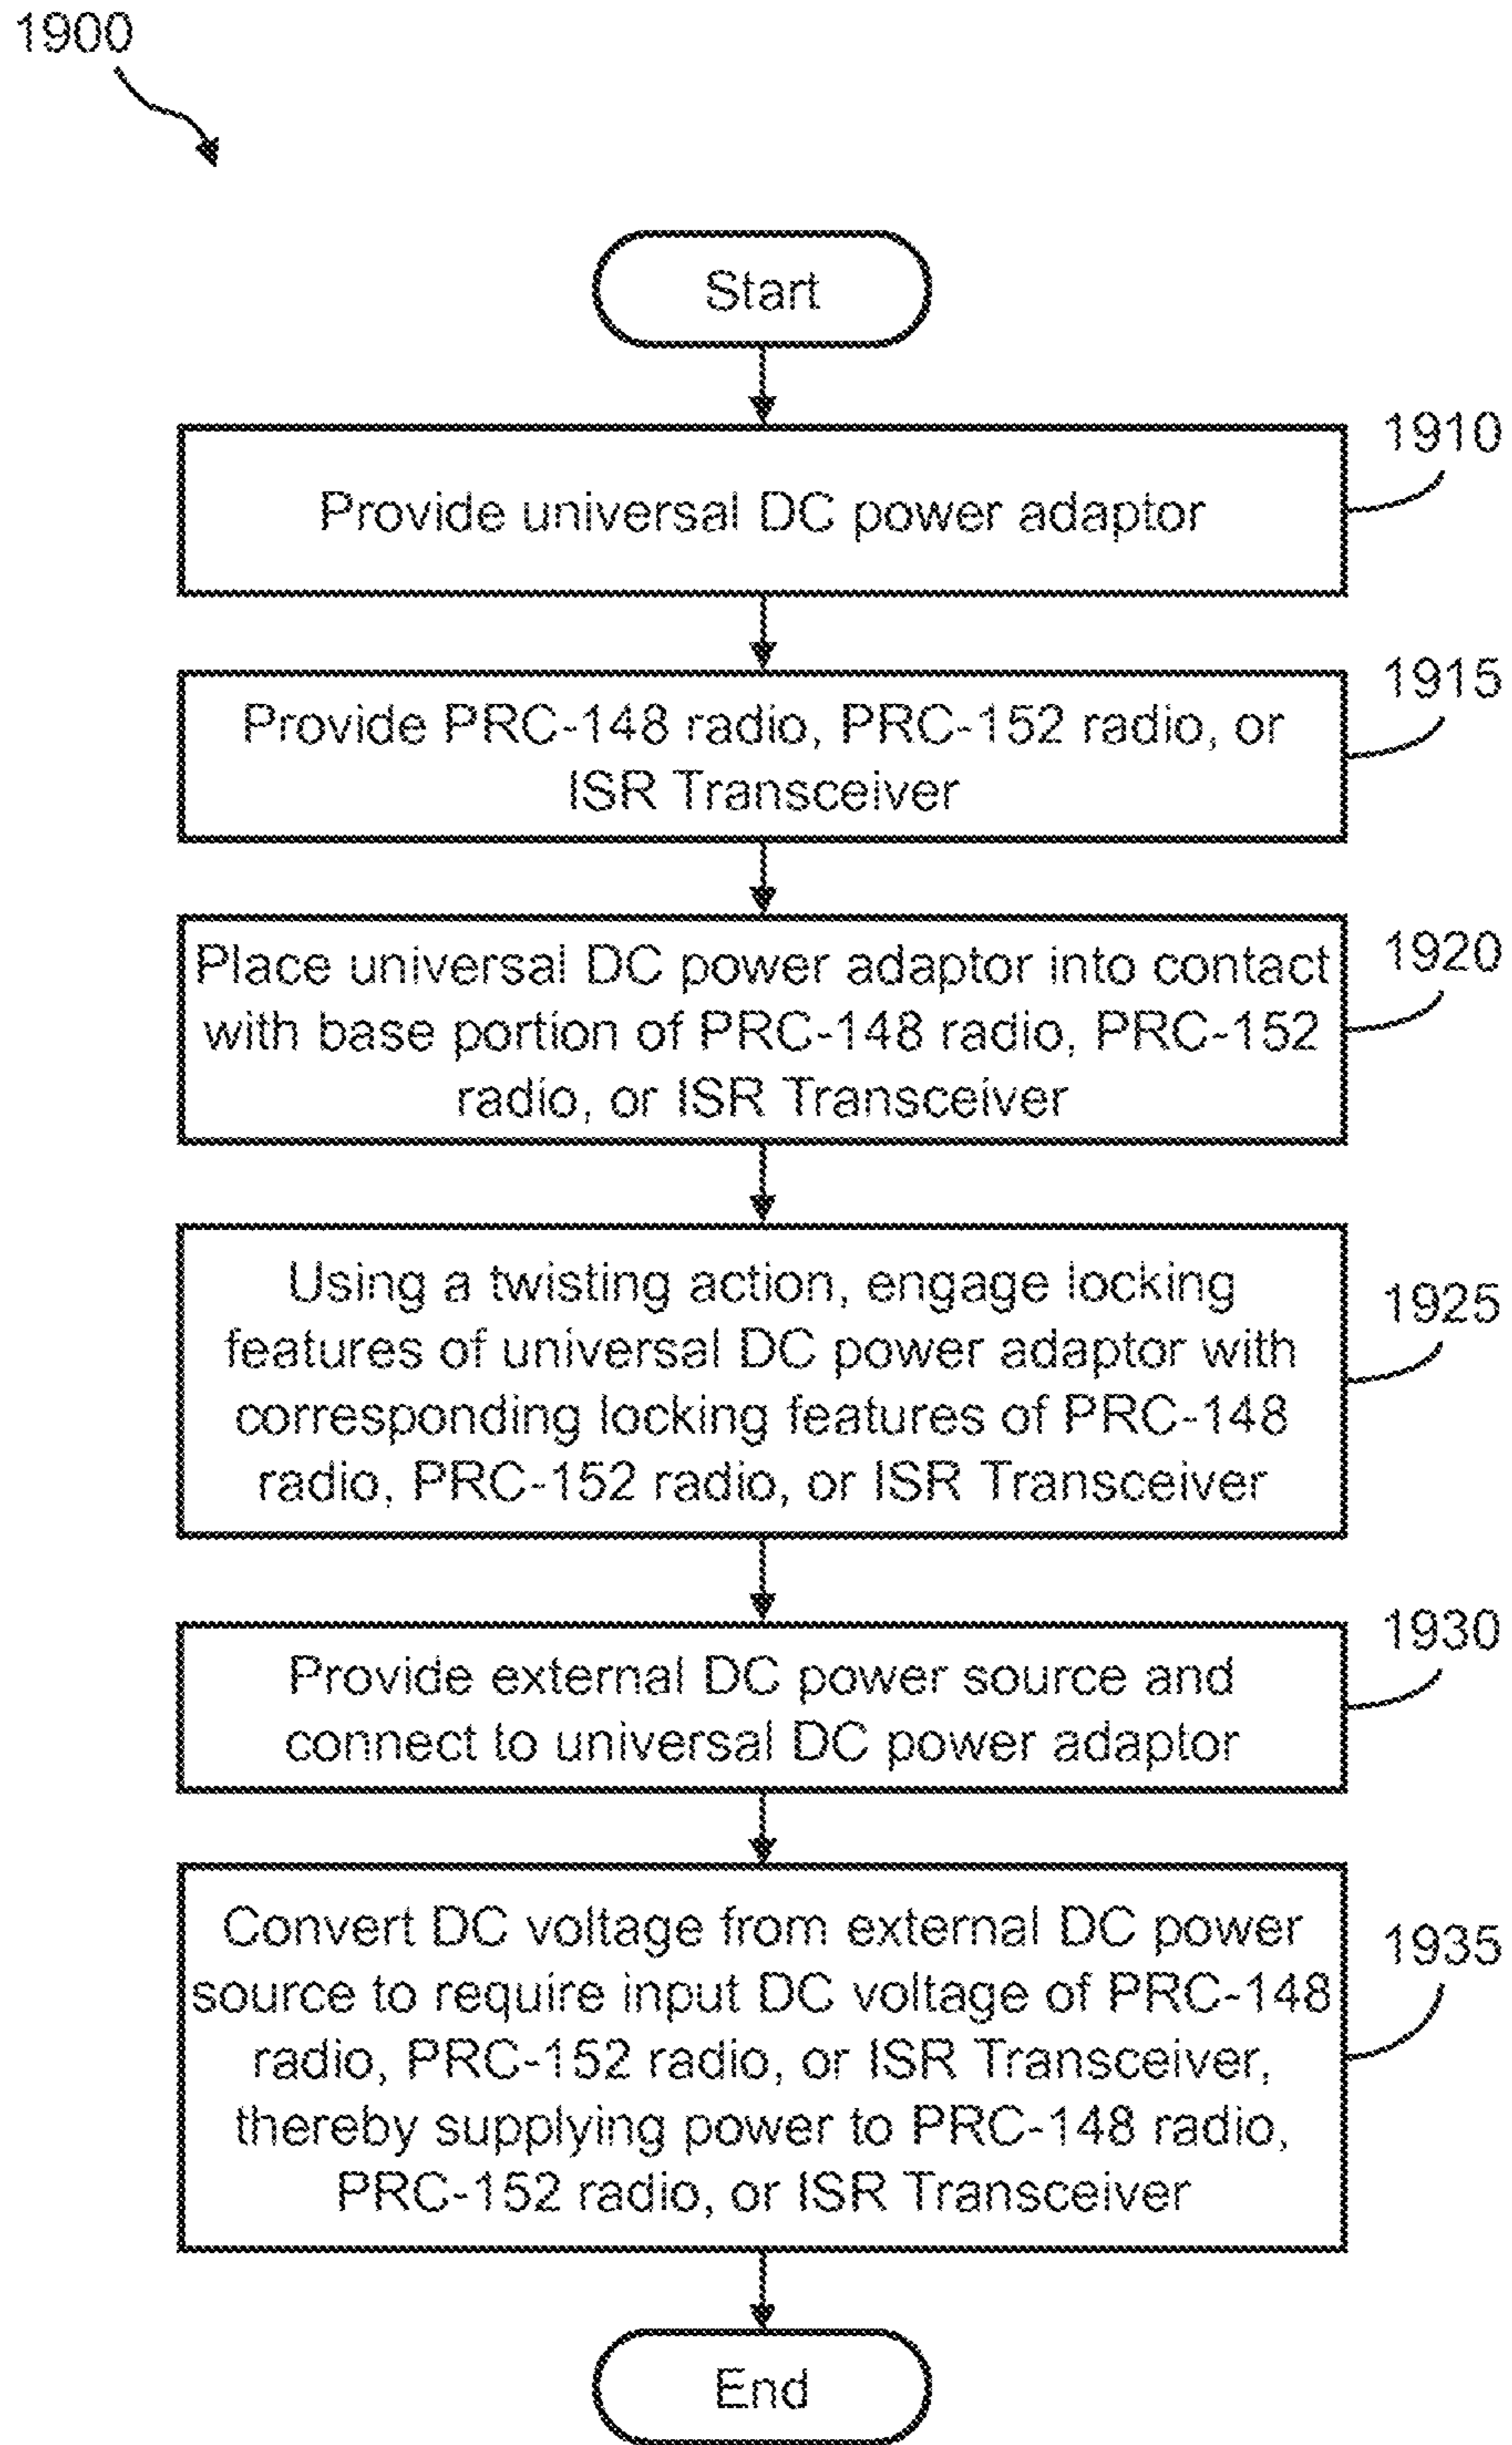 1900
Start
1910
Provide universal DC power adaptor
1915
Provide PRC-148 radio, PRC-152 radio, or
ISR Transceiver
1920
Place universal DC power adaptor into contact
with base portion of PRC-148 radio, PRC-152
radio, or ISR Transceiver
1925
Using a twisting action, engage locking
features of universal DC power adaptor with
corresponding locking features of PRC-148
radio, PRC-152 radio, or ISR Transceiver
1930
Provide external DC power source and
connect to universal DC power adaptor
1935
Convert DC voltage from external DC power
source to require input DC voltage of PRC-148
radio, PRC-152 radio, or ISR Transceiver,
thereby supplying power to PRC-148 radio,
PRC-152 radio, or ISR Transceiver
End